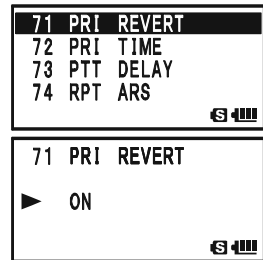 71 PRI REVERT
72 PRI TIME
73 PTT DELAY
74 RPT ARS
S
71 PRI REVERT
ON
S